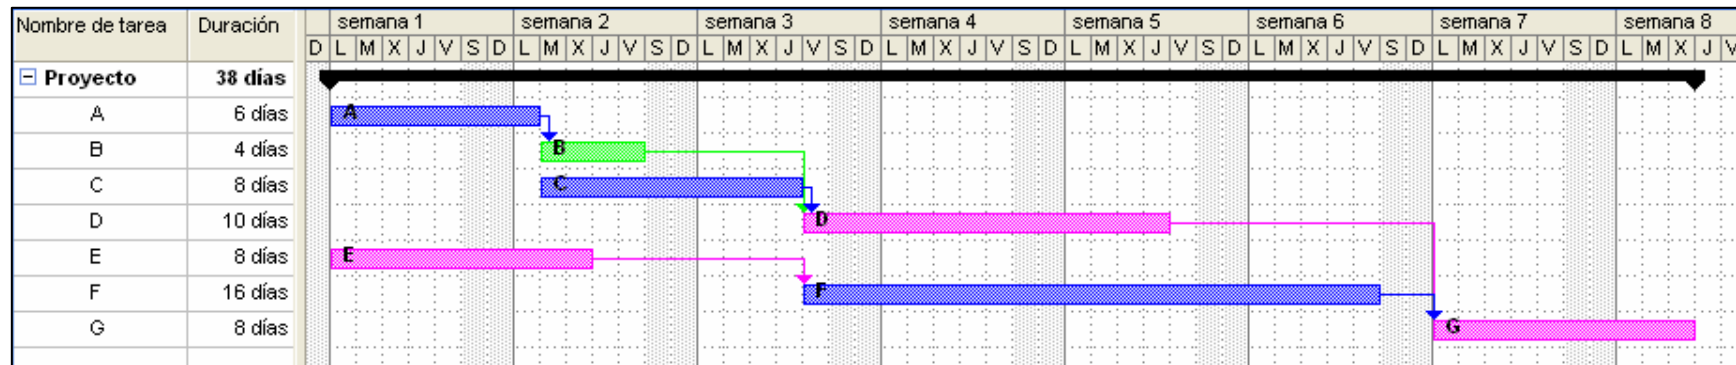 Nombre de tarea Duración semana 1 semana 2 semana 3 semana 4 semana 5 semana 6 semana 7 semana 8
D L M X J V S D L M X J V S D L M X J V S D L M X J V S D L M X J V S D L M X J V S D L M X J V S D L M X J V
Proyecto 38 días
A 6 días A
B 4 días B
C 8 días C
D 10 días D
E 8 días E
F 16 días F
G 8 días G